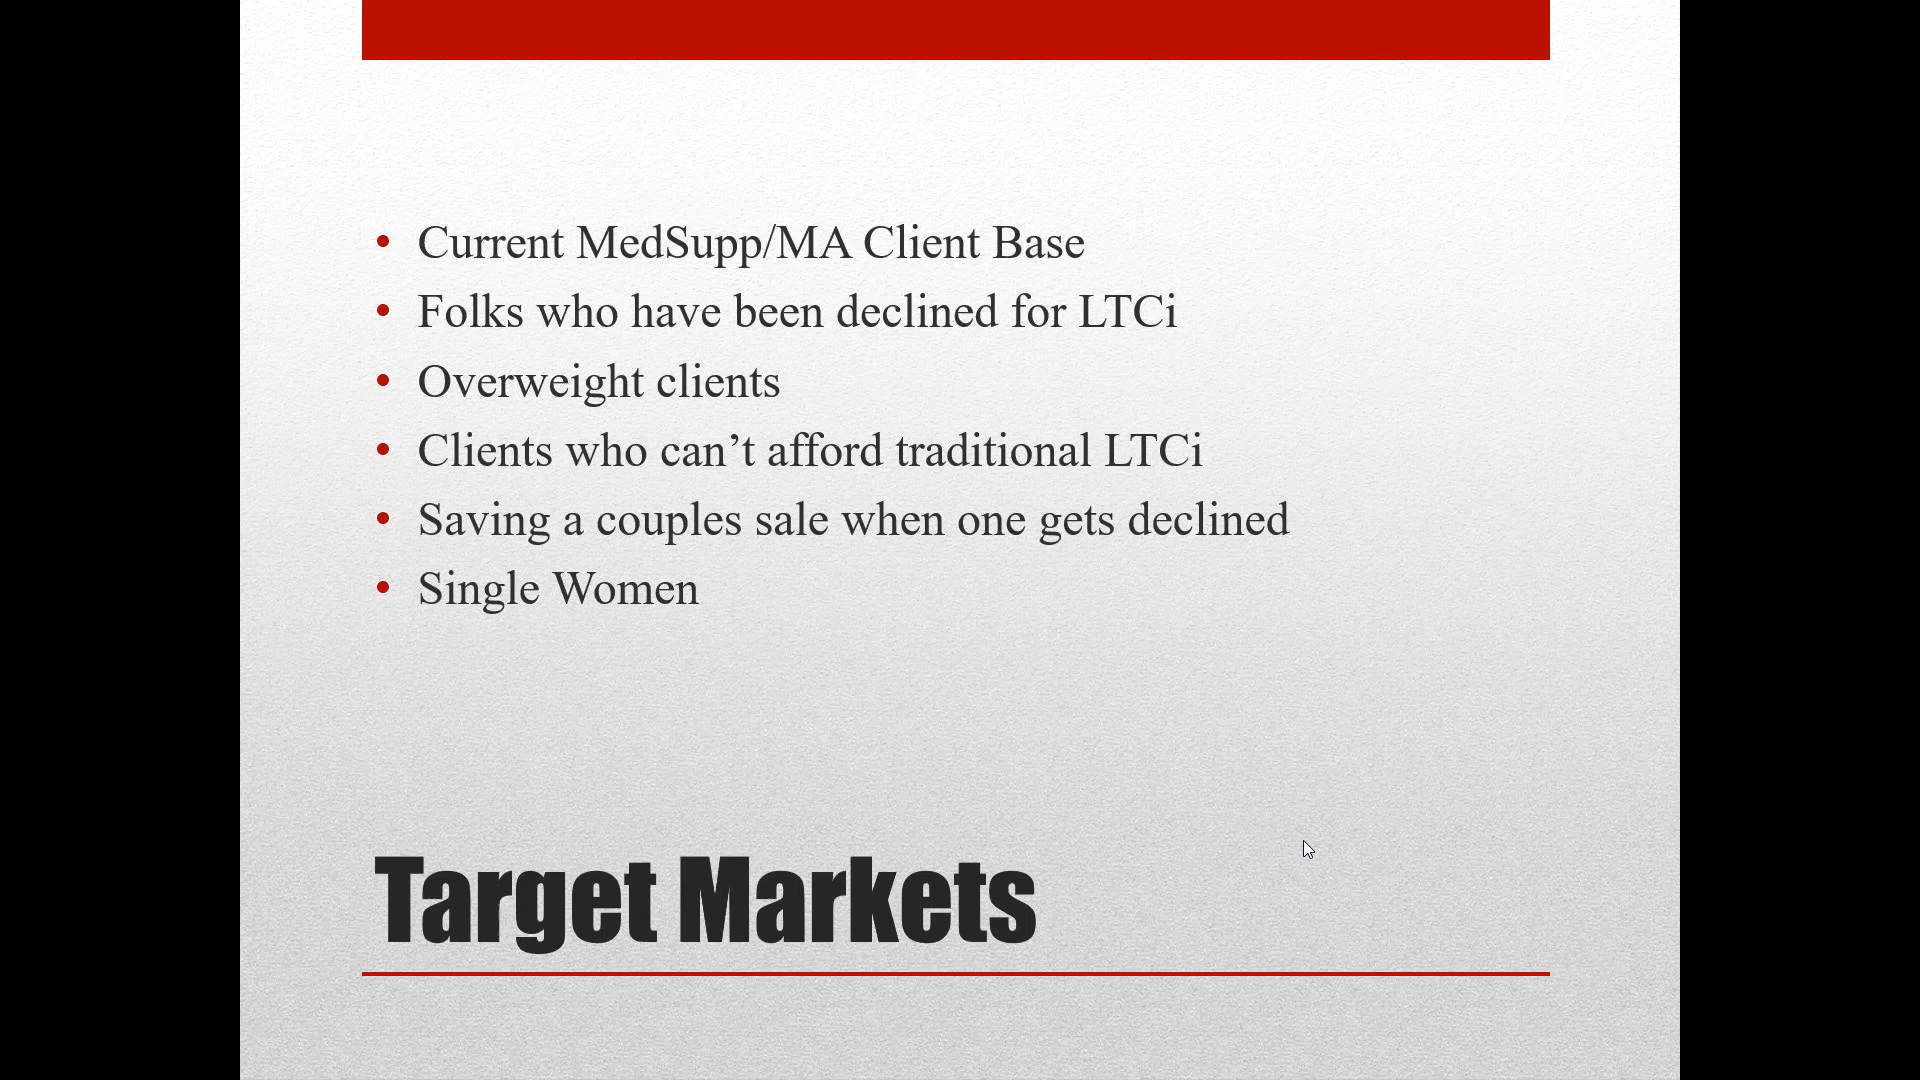 • Current MedSupp/MA Client Base
• Folks who have been declined for LTCi
• Overweight clients
• Clients who can’t afford traditional LTCi
• Saving a couples sale when one gets declined
• Single Women
Target Markets